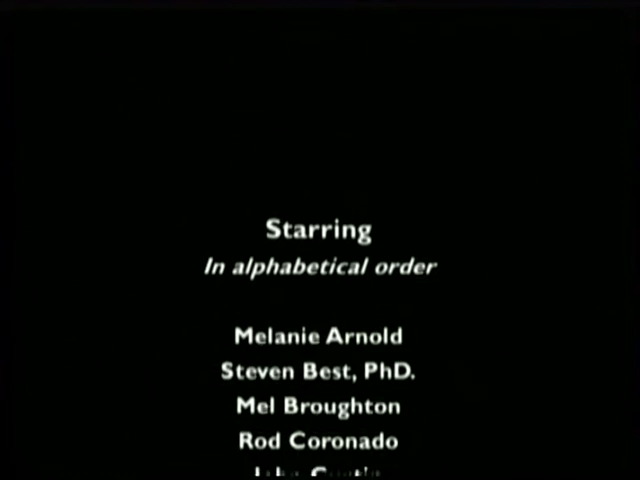 Starring
In alphabetical order
Melanie Arnold
Steven Best, PhD.
Mel Broughton
Rod Coronado